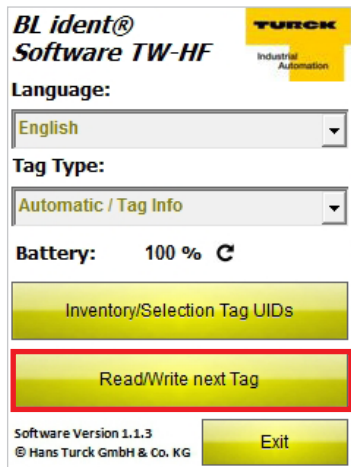 BL ident®
Software TW-HF
TURCK
Industrial
Automation
Language:
English
Tag Type:
Automatic / Tag Info
Battery: 100 %
Inventory/Selection Tag UIDs
Read/Write next Tag
Software Version 1.1.3
© Hans Turck GmbH & Co. KG
Exit